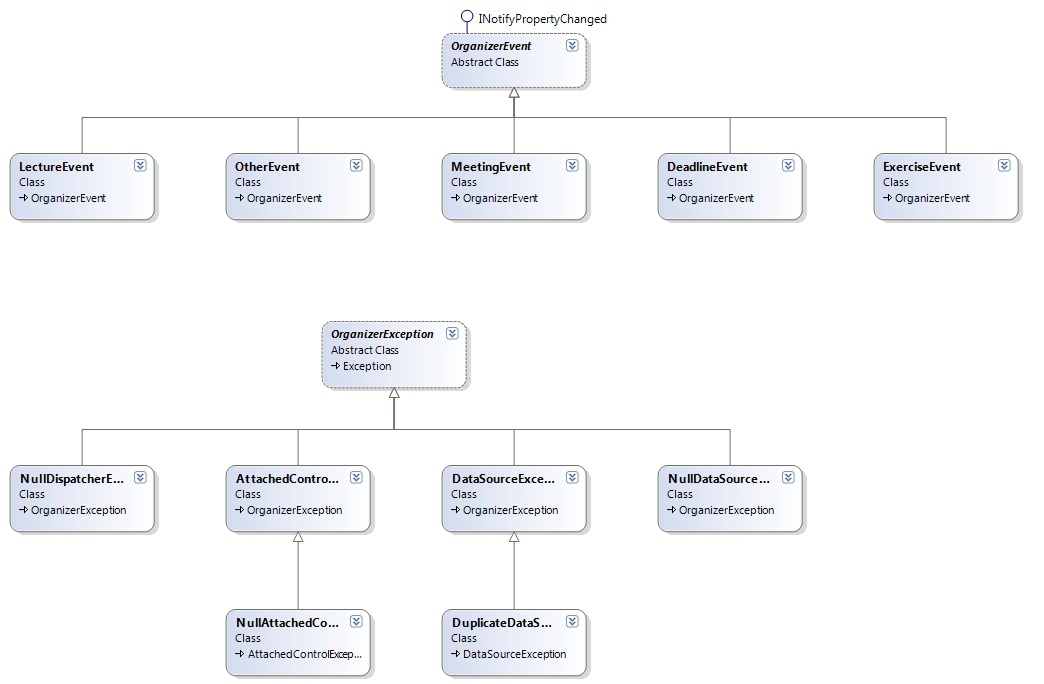 INotifyPropertyChanged
OrganizerEvent
Abstract Class
LectureEvent
Class
OrganizerEvent
OtherEvent
Class
OrganizerEvent
MeetingEvent
Class
OrganizerEvent
DeadlineEvent
Class
OrganizerEvent
ExerciseEvent
Class
OrganizerEvent
OrganizerException
Abstract Class
Exception
NullDispatcherE...
Class
OrganizerException
AttachedContro...
Class
OrganizerException
DataSourceExce...
Class
OrganizerException
NullDataSource...
Class
OrganizerException
NullAttachedCo...
Class
AttachedControlExcep...
DuplicateDataS...
Class
DataSourceException